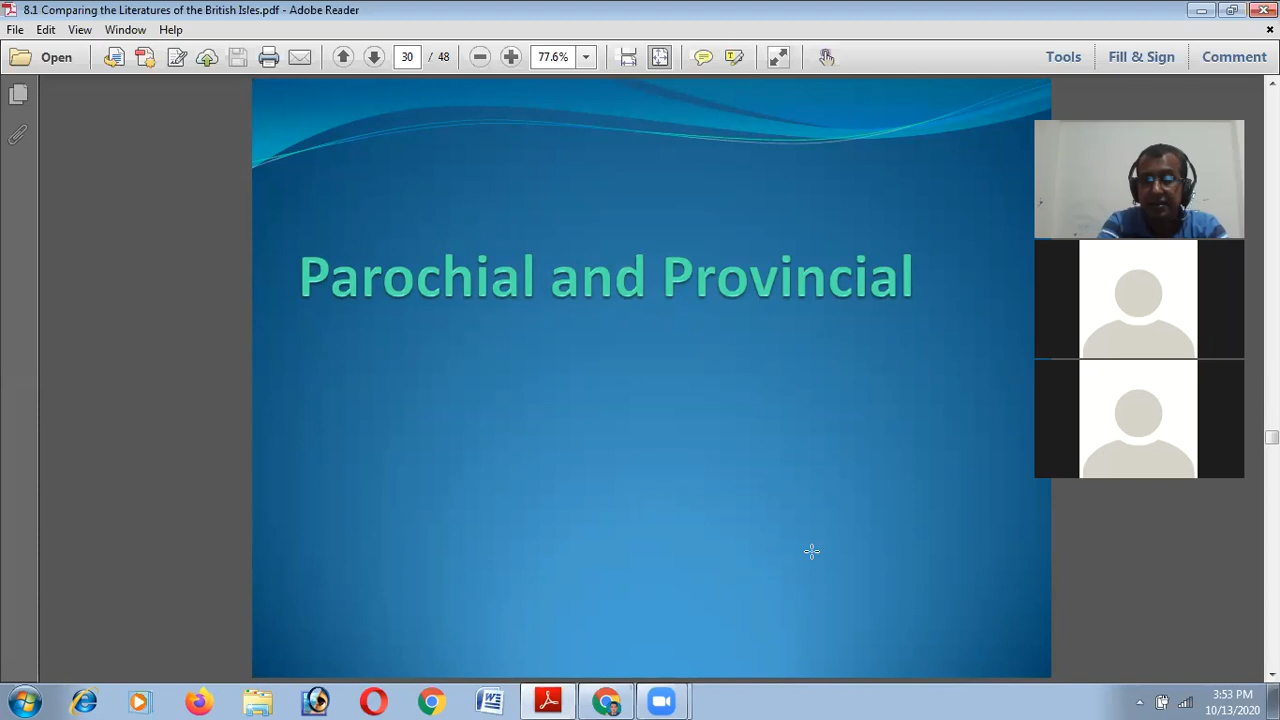 8.1 Comparing the Literatures of the British Isles.pdf - Adobe Reader
File Edit View Window Help
Open 30 / 48 77.6% Tools Fill & Sign Comment
Parochial and Provincial
3:53 PM
10/13/2020